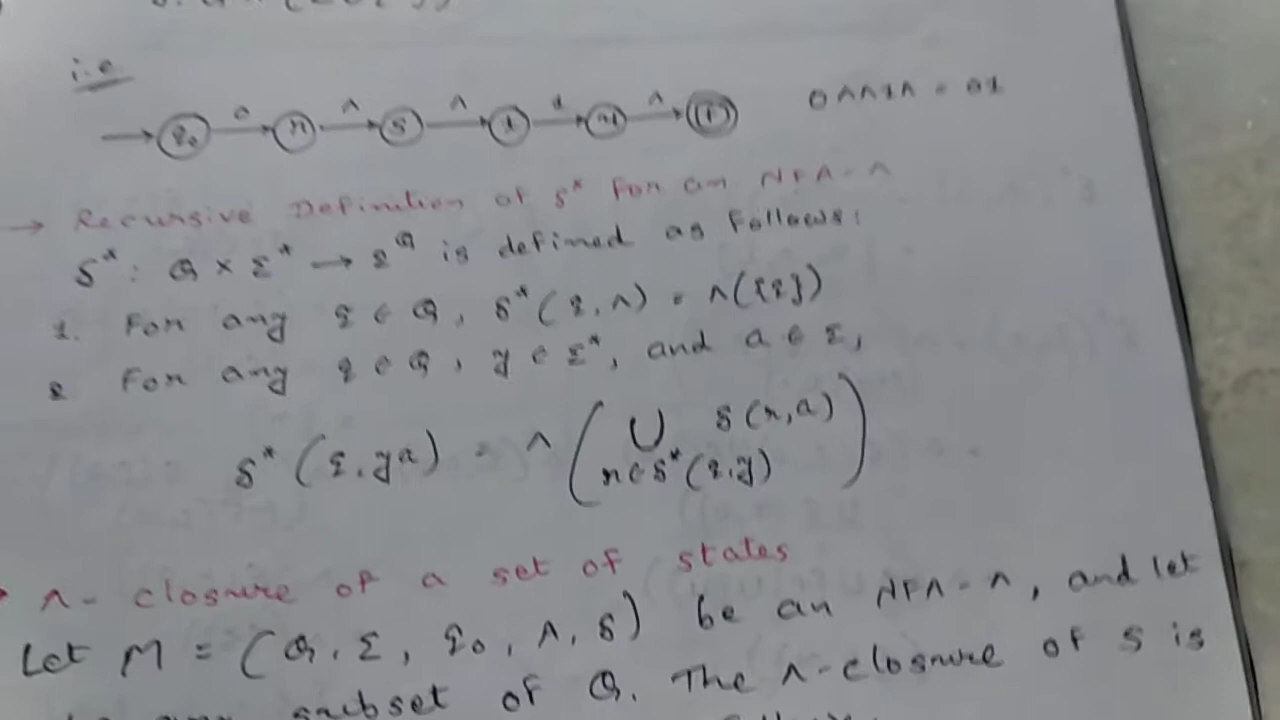 i.e
q₀ 0 r ^ s ^ t 1 u ^ t 0^^1^ = 01
→ Recursive Definition of δ* for an NFA-^
δ* : Q × Σ* → 2^Q is defined as follows:
1. For any q ∈ Q, δ*(q, ^) = ^({q})
2. For any q ∈ Q, y ∈ Σ*, and a ∈ Σ,
δ*(q, ya) = ^( ∪ δ(r, a)
r ∈ δ*(q, y) )
^- closure of a set of states
Let M = (Q, Σ, q₀, A, δ) be an NFA-^, and let
any subset of Q. The ^-closure of S is